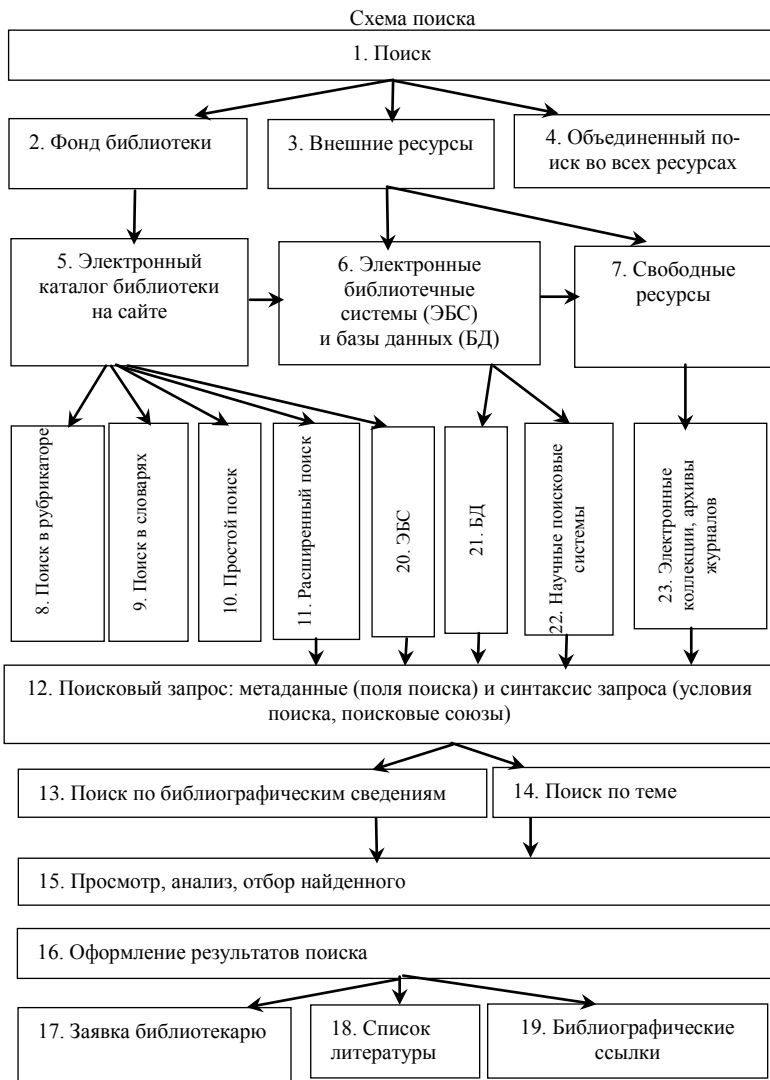 Схема поиска
1. Поиск
2. Фонд библиотеки
3. Внешние ресурсы
4. Объединенный по-
иск во всех ресурсах
5. Электронный
каталог библиотеки
на сайте
6. Электронные
библиотечные
системы (ЭБС)
и базы данных (БД)
7. Свободные
ресурсы
8. Поиск в рубрикаторе
9. Поиск в словарях
10. Простой поиск
11. Расширенный поиск
20. ЭБС
21. БД
22. Научные поисковые
системы
23. Электронные
коллекции, архивы
журналов
12. Поисковый запрос: метаданные (поля поиска) и синтаксис запроса (условия
поиска, поисковые союзы)
13. Поиск по библиографическим сведениям
14. Поиск по теме
15. Просмотр, анализ, отбор найденного
16. Оформление результатов поиска
17. Заявка библиотекарю
18. Список
литературы
19. Библиографические
ссылки